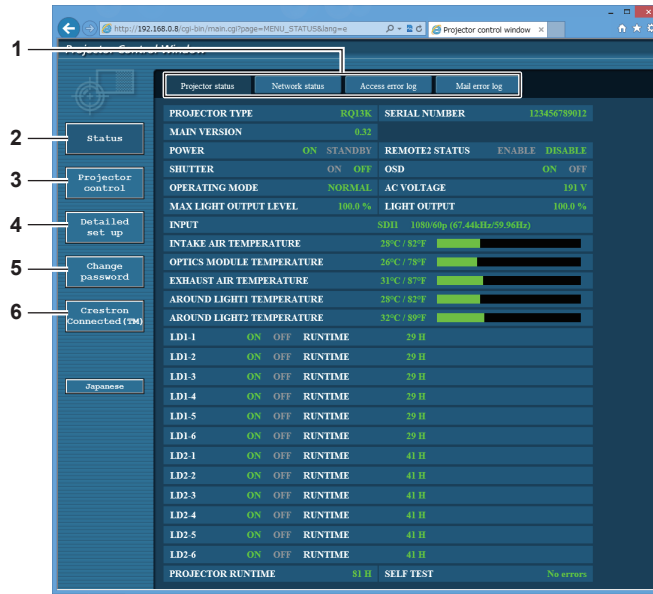 http://192.168.0.8/cgi-bin/main.cgi?page=MENU_STATUS&lang=e
Projector control window ×
Projector Control Window
1
Projector status Network status Access error log Mail error log
PROJECTOR TYPE RQ13K SERIAL NUMBER 123456789012
MAIN VERSION 0.32
2 Status
POWER ON STANDBY REMOTE2 STATUS ENABLE DISABLE
SHUTTER ON OFF OSD ON OFF
3 Projector control
OPERATING MODE NORMAL AC VOLTAGE 191 V
MAX LIGHT OUTPUT LEVEL 100.0 % LIGHT OUTPUT 100.0 %
4 Detailed set up
INPUT SDI1 1080/60p (67.44kHz/59.96Hz)
INTAKE AIR TEMPERATURE 28°C / 82°F
OPTICS MODULE TEMPERATURE 26°C / 78°F
5 Change password
EXHAUST AIR TEMPERATURE 31°C / 87°F
AROUND LIGHT1 TEMPERATURE 28°C / 82°F
6 Crestron Connected(TM)
AROUND LIGHT2 TEMPERATURE 32°C / 89°F
LD1-1 ON OFF RUNTIME 29 H
LD1-2 ON OFF RUNTIME 29 H
LD1-3 ON OFF RUNTIME 29 H
Japanese
LD1-4 ON OFF RUNTIME 29 H
LD1-5 ON OFF RUNTIME 29 H
LD1-6 ON OFF RUNTIME 29 H
LD2-1 ON OFF RUNTIME 41 H
LD2-2 ON OFF RUNTIME 41 H
LD2-3 ON OFF RUNTIME 41 H
LD2-4 ON OFF RUNTIME 41 H
LD2-5 ON OFF RUNTIME 41 H
LD2-6 ON OFF RUNTIME 41 H
PROJECTOR RUNTIME 81 H SELF TEST No errors